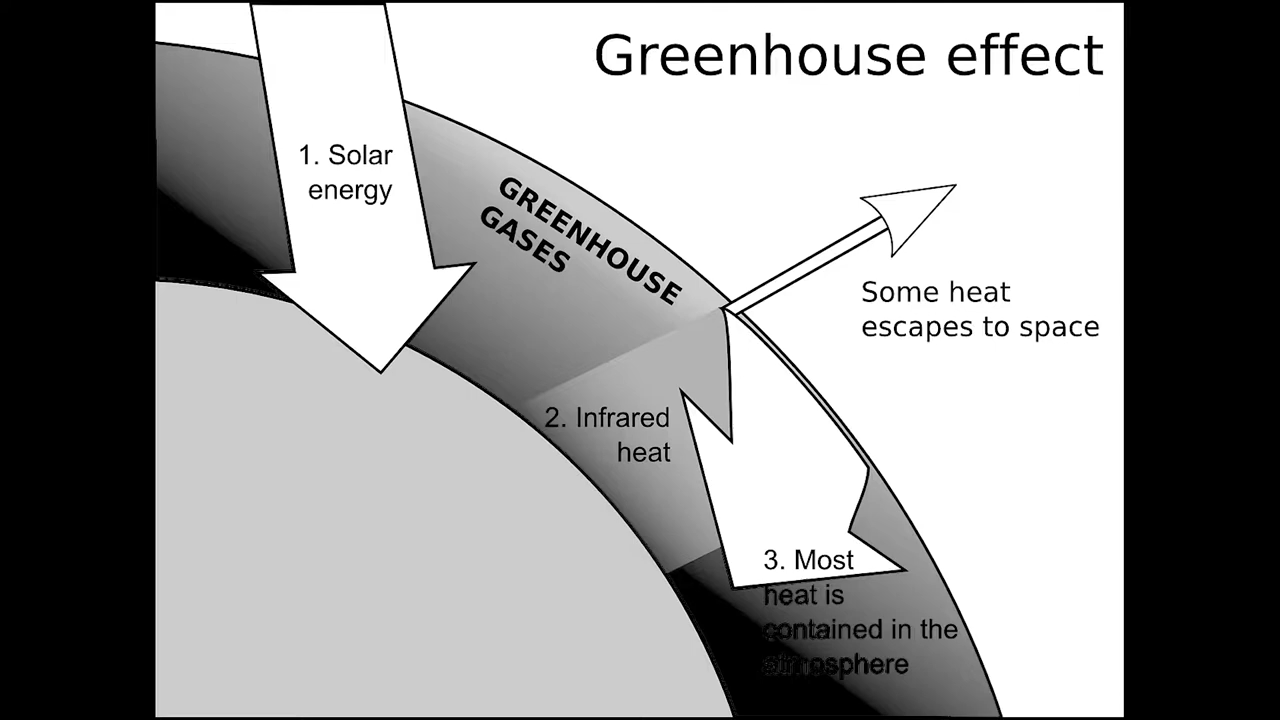 Greenhouse effect
1. Solar
energy
GREENHOUSE
GASES
Some heat
escapes to space
2. Infrared
heat
3. Most
heat is
contained in the
atmosphere